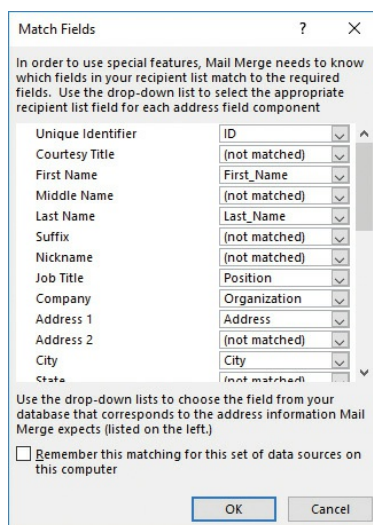 Match Fields ?
In order to use special features, Mail Merge needs to know
which fields in your recipient list match to the required
fields. Use the drop-down list to select the appropriate
recipient list field for each address field component
Unique Identifier ID
Courtesy Title (not matched)
First Name First_Name
Middle Name (not matched)
Last Name Last_Name
Suffix (not matched)
Nickname (not matched)
Job Title Position
Company Organization
Address 1 Address
Address 2 (not matched)
City City
State (not matched)
Use the drop-down lists to choose the field from your
database that corresponds to the address information Mail
Merge expects (listed on the left.)
Remember this matching for this set of data sources on
this computer
OK Cancel